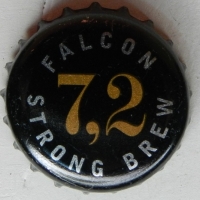 FALCON
7,2
STRONG BREW